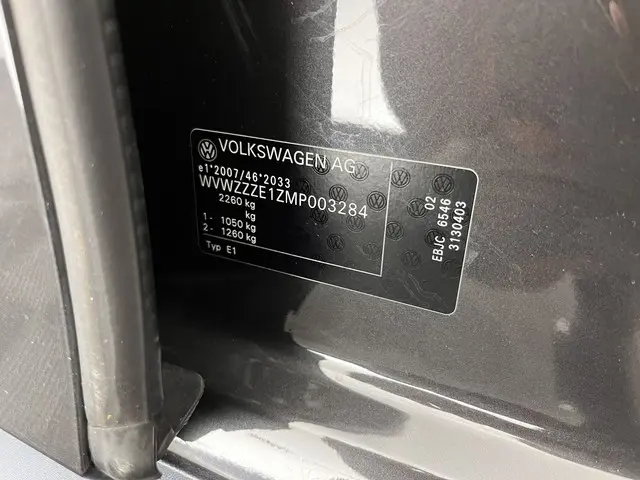 VOLKSWAGEN AG
e1*2007/46*2033
WVWZZZE1ZMP003284
2260 kg
kg
1 - 1050 kg
2 - 1260 kg
Typ E1
02
EBJC 6546
3130403